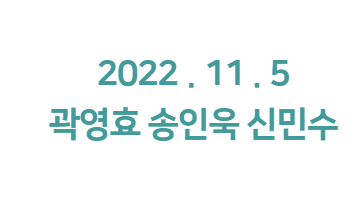 2022 . 11 . 5
곽영효 송인욱 신민수